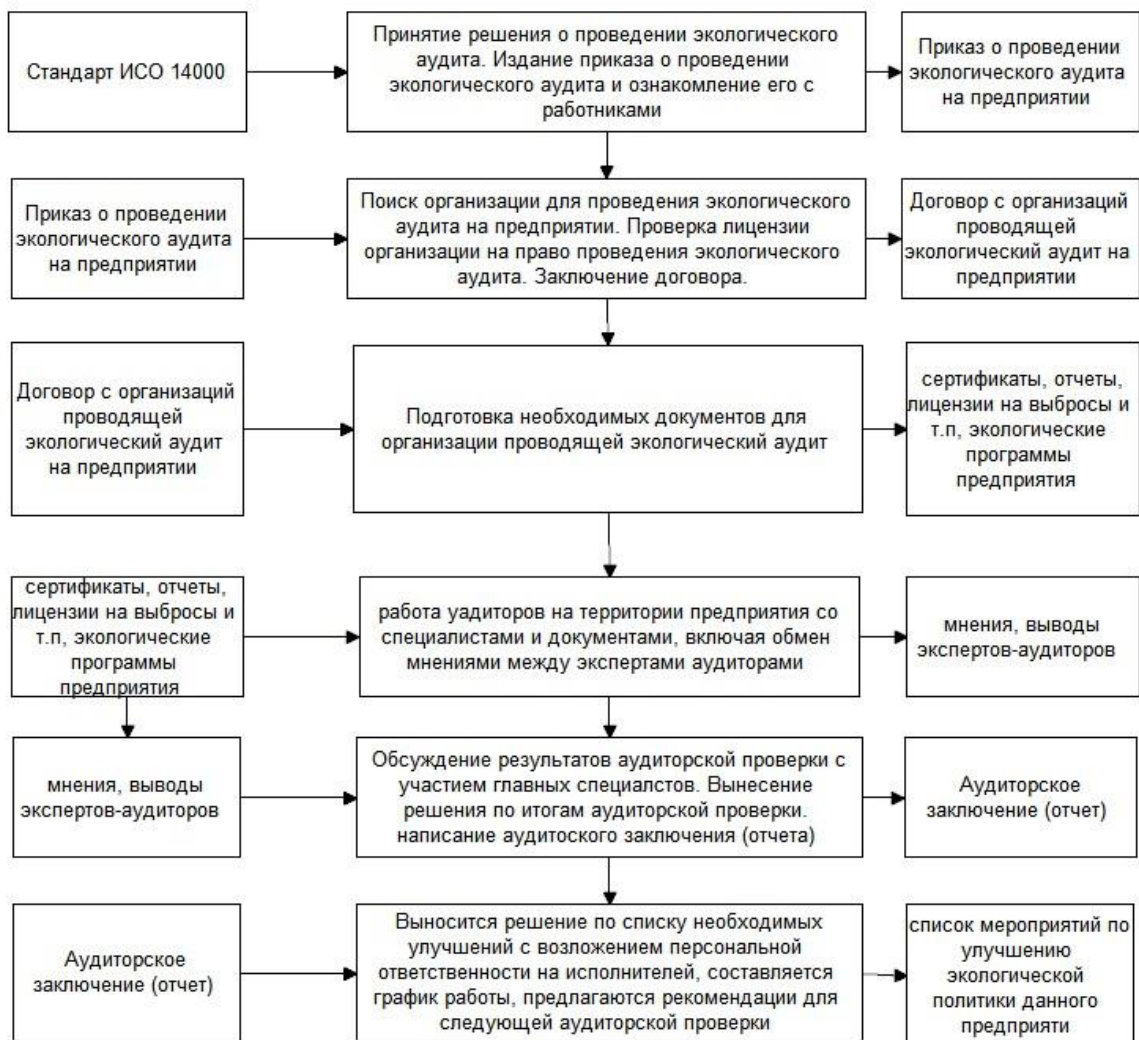 Стандарт ИСО 14000
Принятие решения о проведении экологического
аудита. Издание приказа о проведении
экологического аудита и ознакомление его с
работниками
Приказ о проведении
экологического аудита
на предприятии
Приказ о проведении
экологического аудита
на предприятии
Поиск организации для проведения экологического
аудита на предприятии. Проверка лицензии
организации на право проведения экологического
аудита. Заключение договора.
Договор с организаций
проводящей
экологический аудит на
предприятии
Договор с организаций
проводящей
экологический аудит
на предприятии
Подготовка необходимых документов для
организации проводящей экологический аудит
сертификаты, отчеты,
лицензии на выбросы и
т.п, экологические
программы
предприятия
сертификаты, отчеты,
лицензии на выбросы и
т.п, экологические
программы
предприятия
работа уадиторов на территории предприятия со
специалистами и документами, включая обмен
мнениями между экспертами аудиторами
мнения, выводы
экспертов-аудиторов
мнения, выводы
экспертов-аудиторов
Обсуждение результатов аудиторской проверки с
участием главных специалстов. Вынесение
решения по итогам аудиторской проверки.
написание аудитоского заключения (отчета)
Аудиторское
заключение (отчет)
Аудиторское
заключение (отчет)
Выносится решение по списку необходимых
улучшений с возложением персональной
ответственности на исполнителей, составляется
график работы, предлагаются рекомендации для
следующей аудиторской проверки
список мероприятий по
улучшению
экологической
политики данного
предприяти